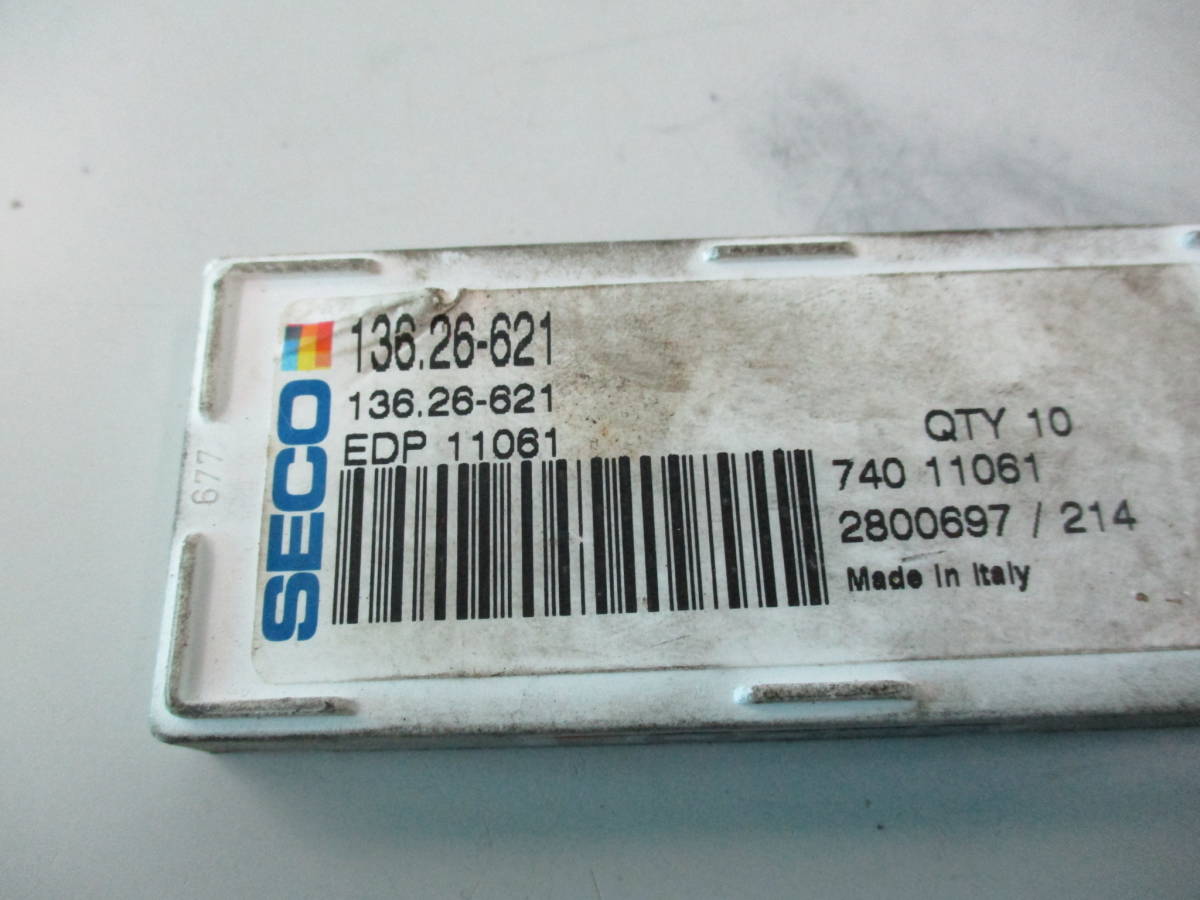 136.26-621
136.26-621
EDP 11061
SECO
QTY 10
740 11061
2800697 / 214
Made in Italy
677